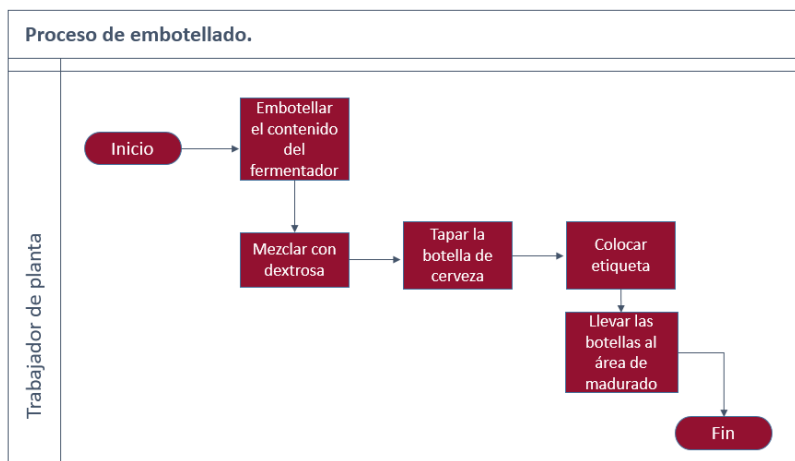 Proceso de embotellado.
Trabajador de planta
Inicio
Embotellar
el contenido
del
fermentador
Mezclar con
dextrosa
Tapar la
botella de
cerveza
Colocar
etiqueta
Llevar las
botellas al
área de
madurado
Fin